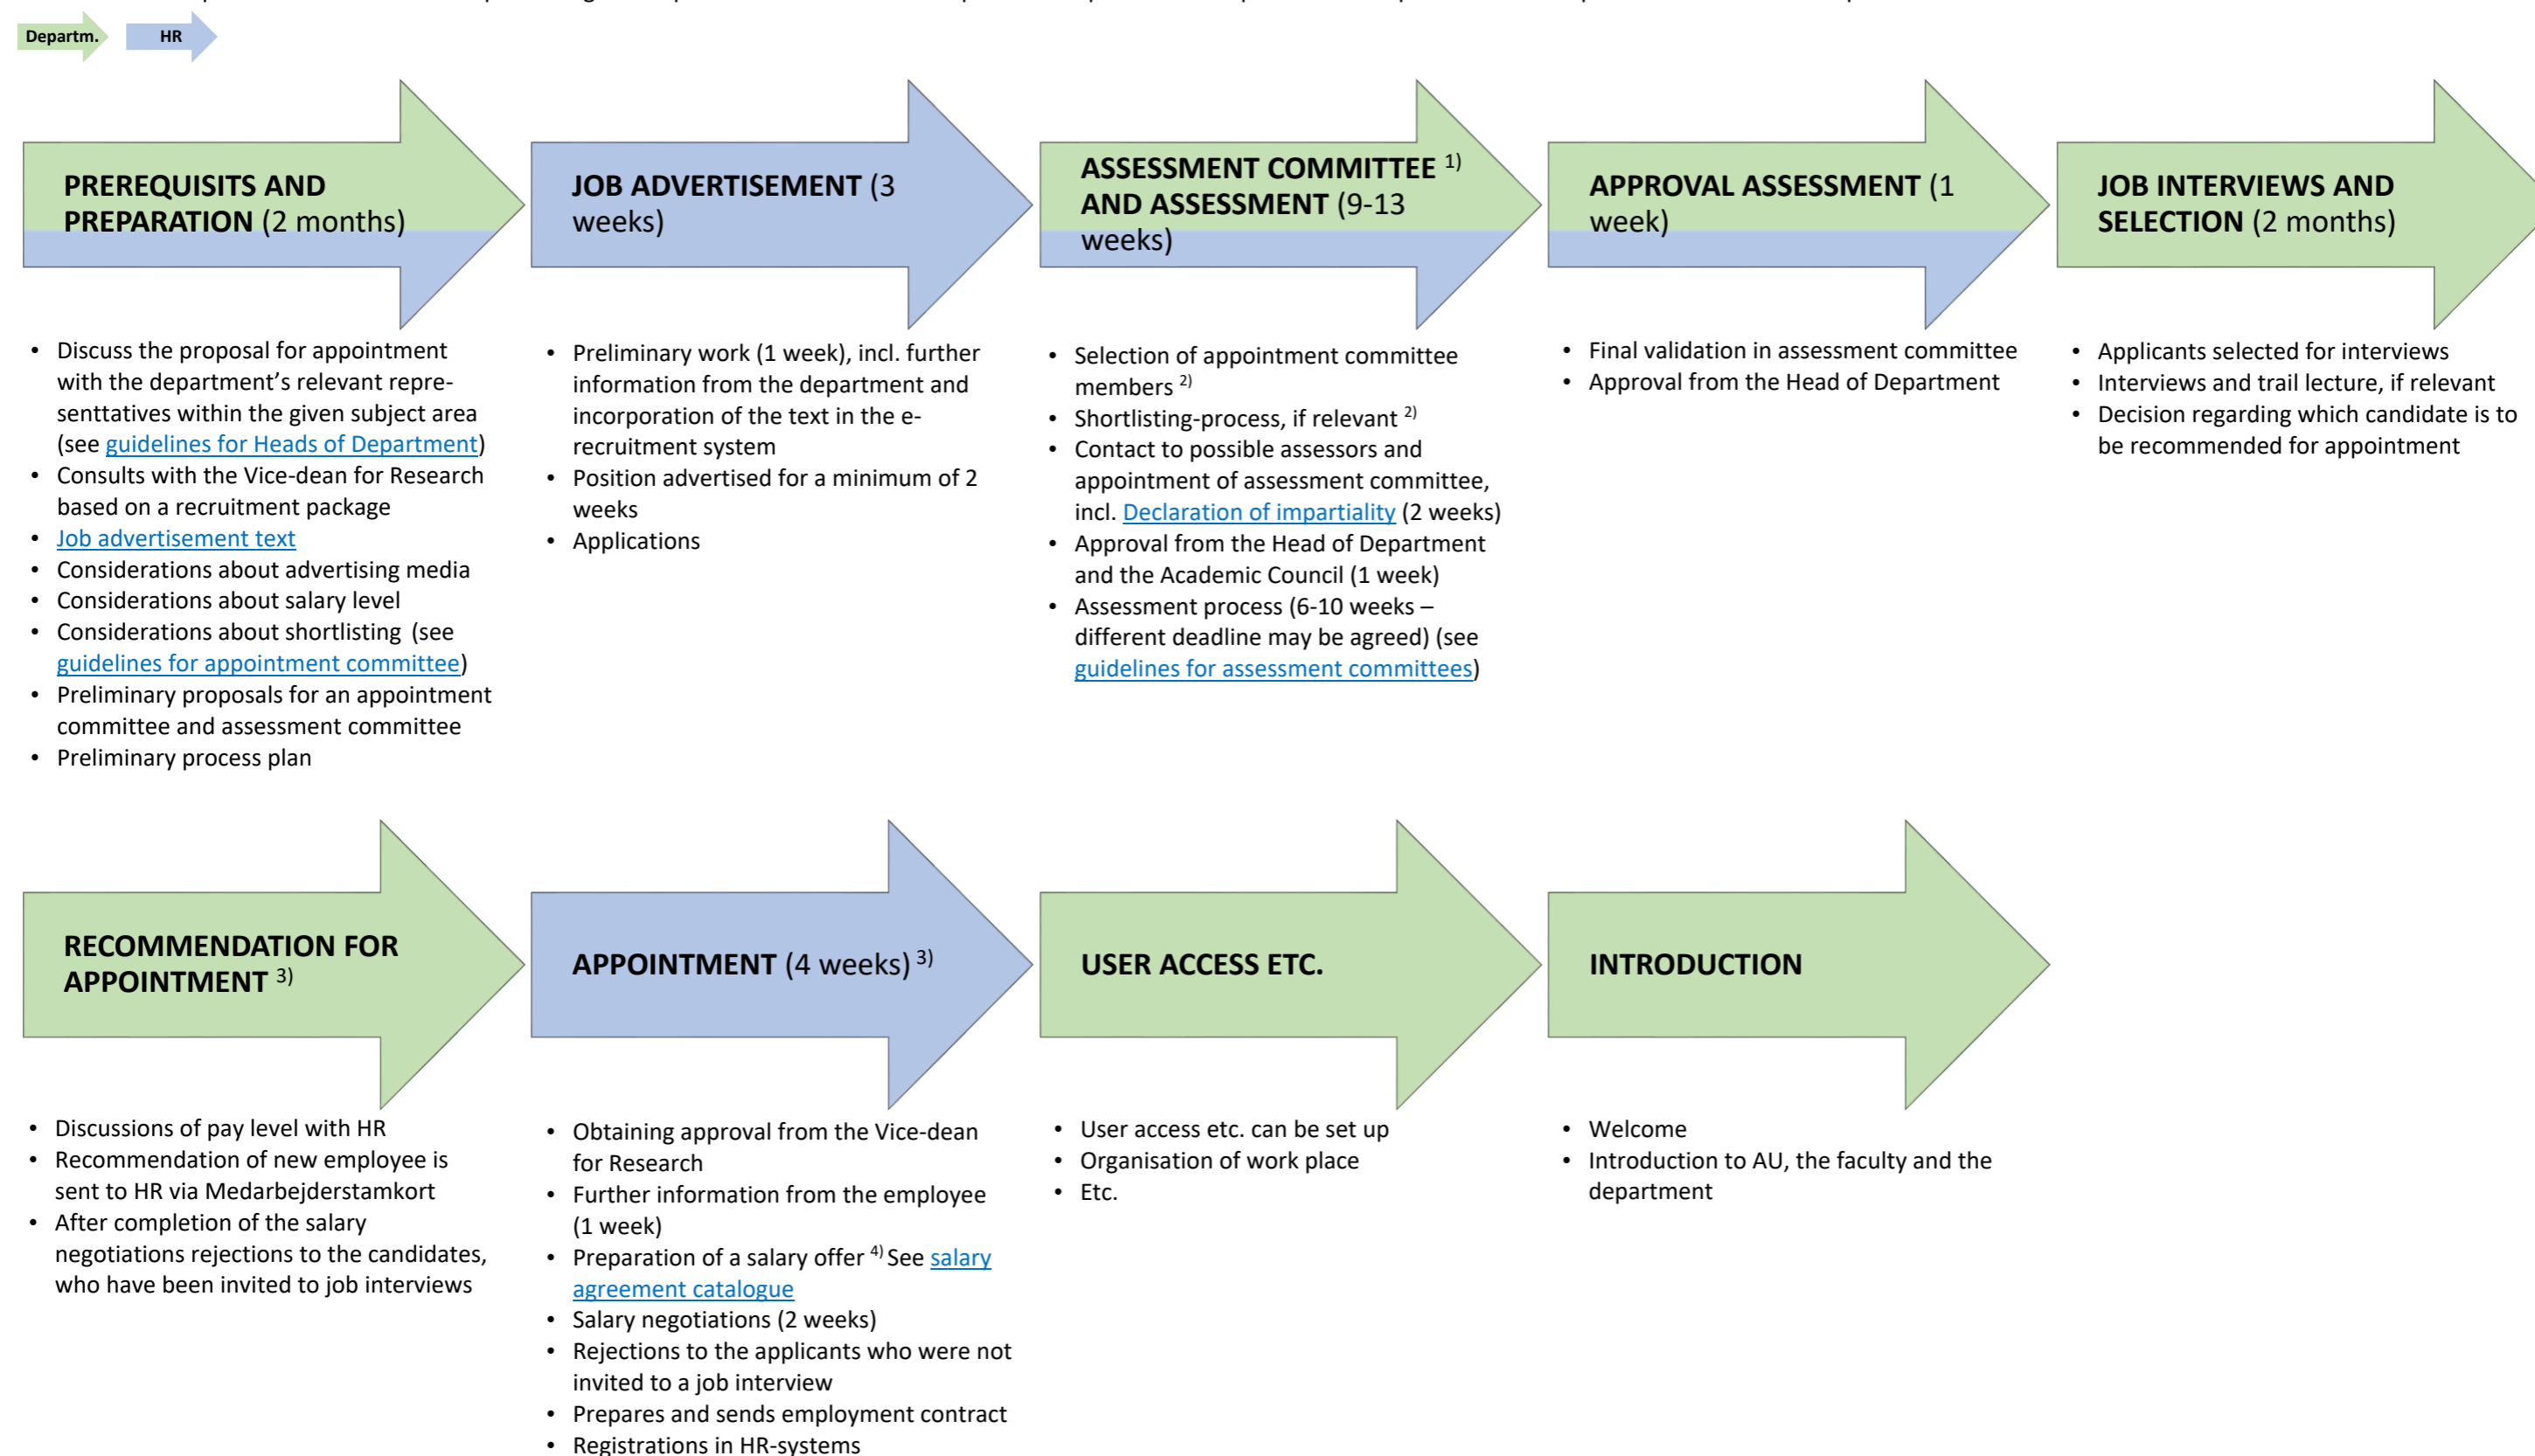 Departm.
HR
PREREQUISITS AND
PREPARATION (2 months)
JOB ADVERTISEMENT (3
weeks)
ASSESSMENT COMMITTEE 1)
AND ASSESSMENT (9-13
weeks)
APPROVAL ASSESSMENT (1
week)
JOB INTERVIEWS AND
SELECTION (2 months)
• Discuss the proposal for appointment
with the department's relevant repre-
senttatives within the given subject area
(see guidelines for Heads of Department)
• Consults with the Vice-dean for Research
based on a recruitment package
• Job advertisement text
• Considerations about advertising media
• Considerations about salary level
• Considerations about shortlisting (see
guidelines for appointment committee)
• Preliminary proposals for an appointment
committee and assessment committee
• Preliminary process plan
• Preliminary work (1 week), incl. further
information from the department and
incorporation of the text in the e-
recruitment system
• Position advertised for a minimum of 2
weeks
• Applications
• Selection of appointment committee
members 2)
• Shortlisting-process, if relevant 2)
• Contact to possible assessors and
appointment of assessment committee,
incl. Declaration of impartiality (2 weeks)
• Approval from the Head of Department
and the Academic Council (1 week)
• Assessment process (6-10 weeks –
different deadline may be agreed) (see
guidelines for assessment committees)
• Final validation in assessment committee
• Approval from the Head of Department
• Applicants selected for interviews
• Interviews and trail lecture, if relevant
• Decision regarding which candidate is to
be recommended for appointment
RECOMMENDATION FOR
APPOINTMENT 3)
APPOINTMENT (4 weeks) 3)
USER ACCESS ETC.
INTRODUCTION
• Discussions of pay level with HR
• Recommendation of new employee is
sent to HR via Medarbejderstamkort
• After completion of the salary
negotiations rejections to the candidates,
who have been invited to job interviews
• Obtaining approval from the Vice-dean
for Research
• Further information from the employee
(1 week)
• Preparation of a salary offer 4) See salary
agreement catalogue
• Salary negotiations (2 weeks)
• Rejections to the applicants who were not
invited to a job interview
• Prepares and sends employment contract
• Registrations in HR-systems
• User access etc. can be set up
• Organisation of work place
• Etc.
• Welcome
• Introduction to AU, the faculty and the
department